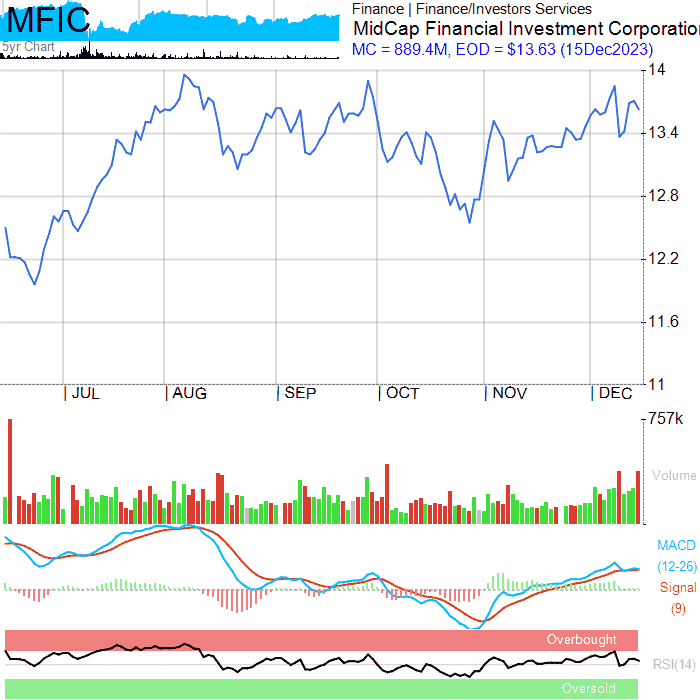 MFIC
5yr Chart
Finance | Finance/Investors Services
MidCap Financial Investment Corporatio
MC = 889.4M, EOD = $13.63 (15Dec2023)
14
13.4
12.8
12.2
11.6
11
| JUL | AUG | SEP | OCT | NOV | DEC
757k
Volume
MACD
(12-26)
Signal
(9)
Overbought
RSI(14)
Oversold